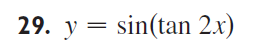 29. y = sin(tan 2x)